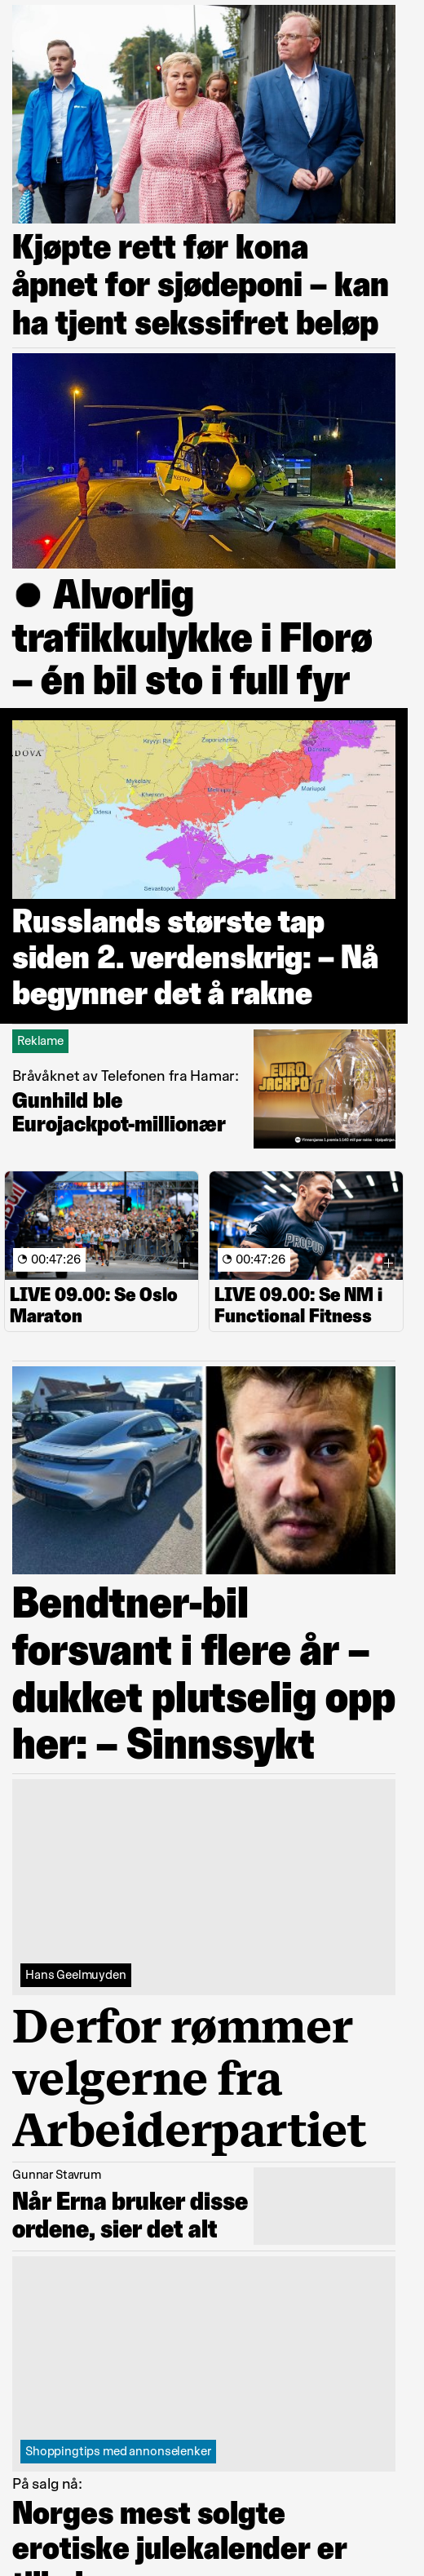 Kjøpte rett før kona
åpnet for sjødeponi – kan
ha tjent sekssifret beløp
● Alvorlig
trafikkulykke i Florø
– én bil sto i full fyr
DOVA
Kryvyi Rih
Mykolaiv
Kherson
Odesa
Mariupol
Sevastopol
Russlands største tap
siden 2. verdenskrig: – Nå
begynner det å rakne
Reklame
Bråvåknet av Telefonen fra Hamar:
Gunhild ble
Eurojackpot-millionær
EURO
JACKPOT
00:47:26
LIVE 09.00: Se Oslo
Maraton
00:47:26
LIVE 09.00: Se NM i
Functional Fitness
Bendtner-bil
forsvant i flere år –
dukket plutselig opp
her: – Sinnssykt
Hans Geelmuyden
Derfor rømmer
velgerne fra
Arbeiderpartiet
Gunnar Stavrum
Når Erna bruker disse
ordene, sier det alt
Shoppingtips med annonselenker
På salg nå:
Norges mest solgte
erotiske julekalender er